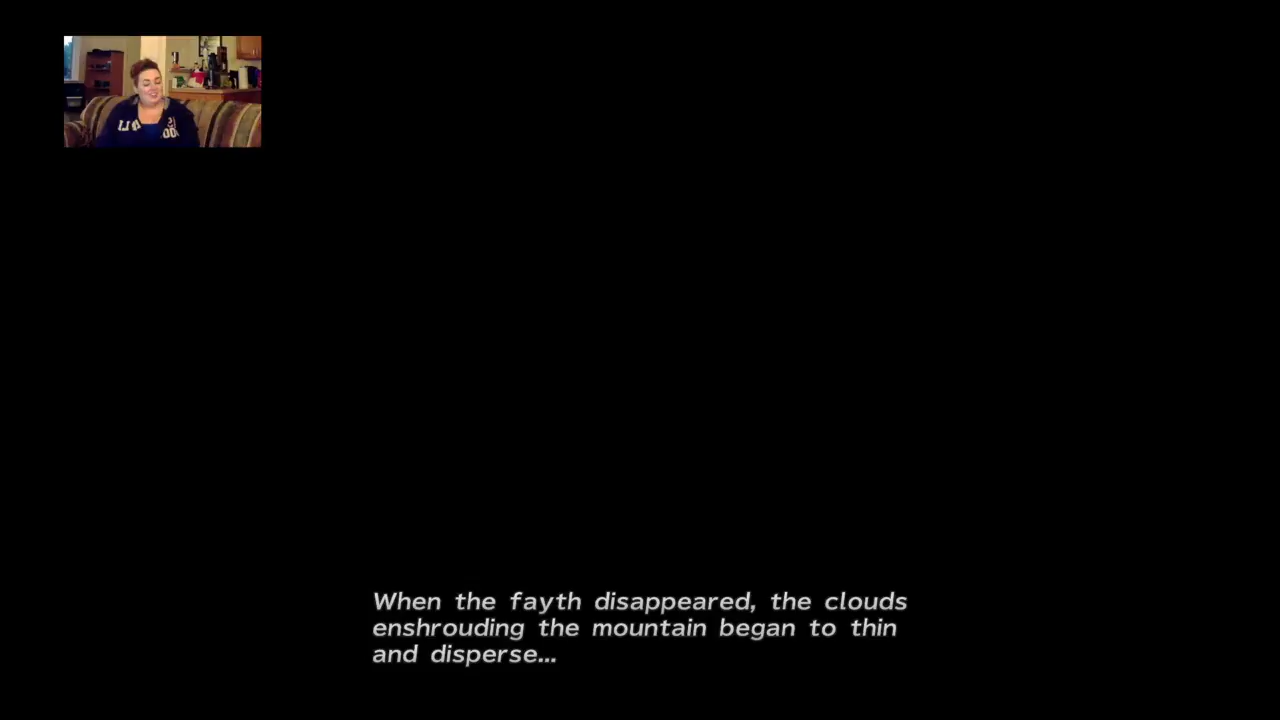 When the fayth disappeared, the clouds
enshrouding the mountain began to thin
and disperse...